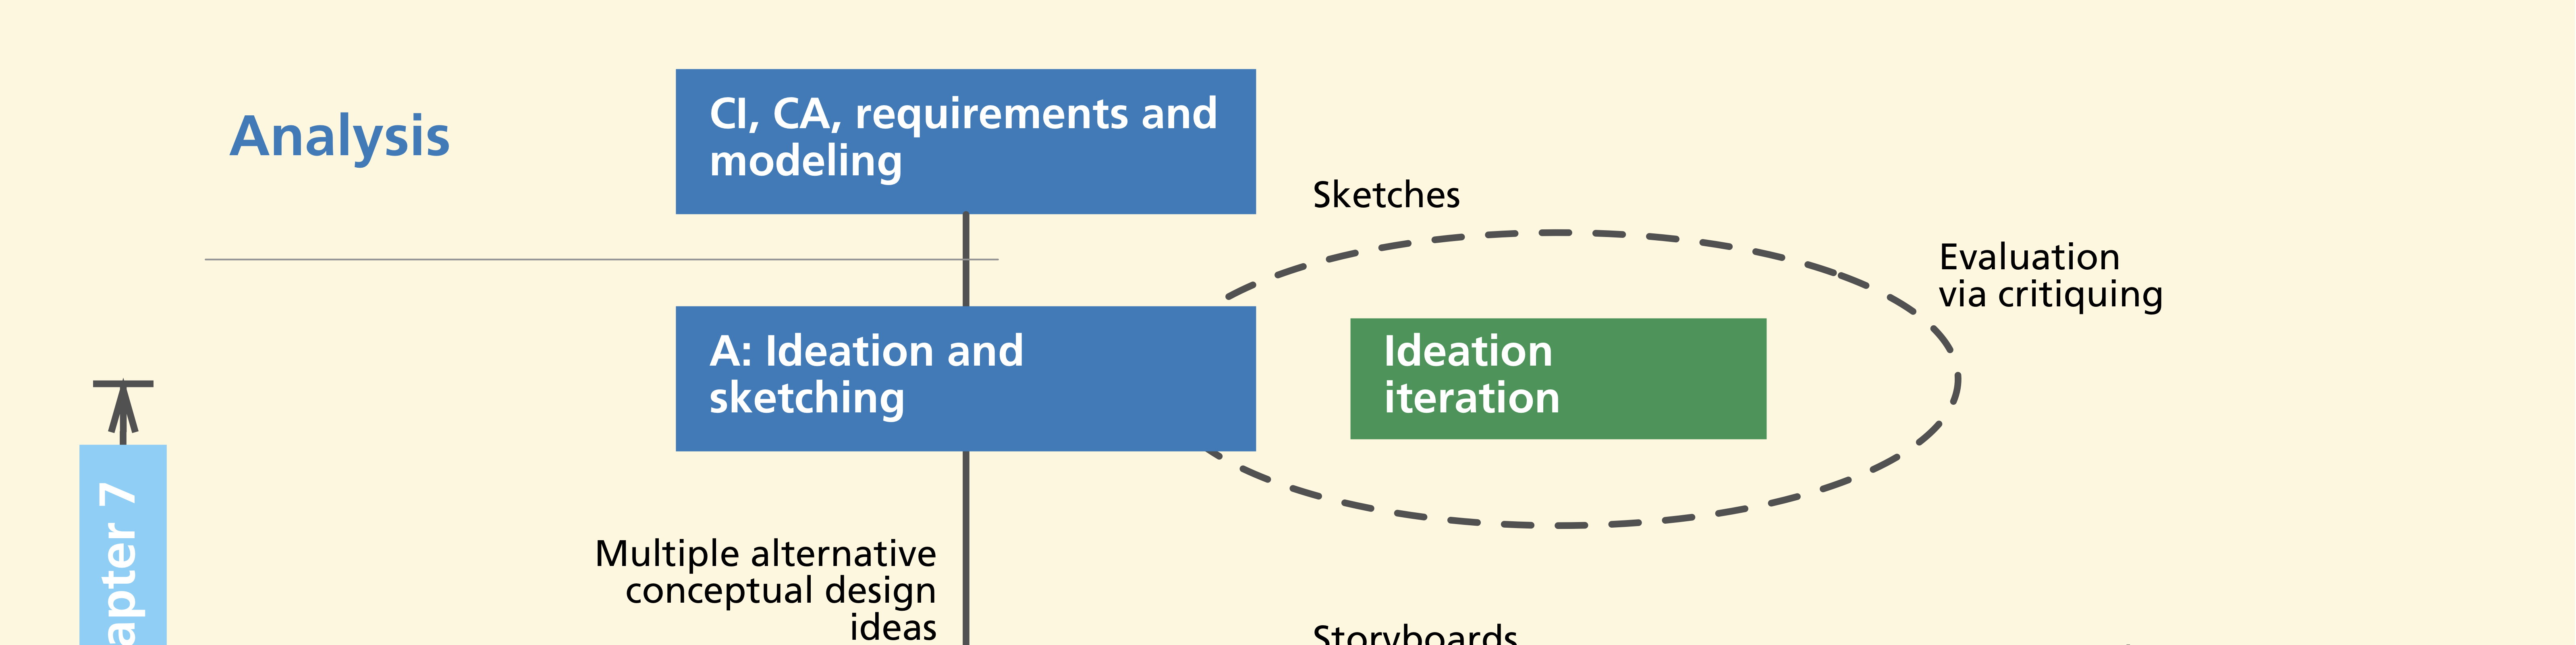 Analysis
CI, CA, requirements and
modeling
Sketches
Evaluation
via critiquing
A: Ideation and
sketching
Ideation
iteration
apter 7
Multiple alternative
conceptual design
ideas
Storyboards